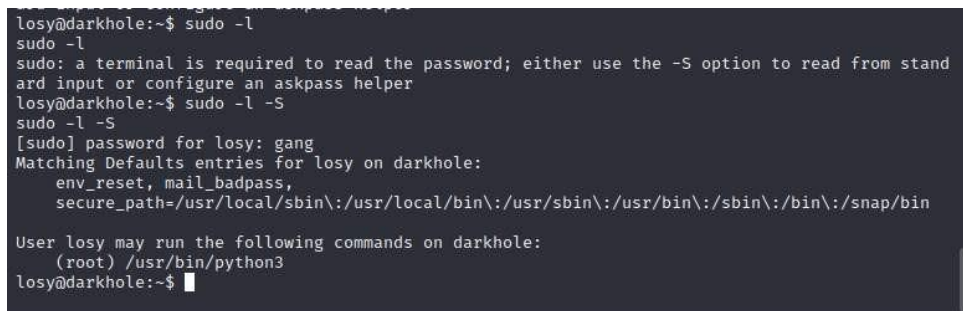 losy@darkhole:~$ sudo -l
sudo -l
sudo: a terminal is required to read the password; either use the -S option to read from stand
ard input or configure an askpass helper
losy@darkhole:~$ sudo -l -S
sudo -l -S
[sudo] password for losy: gang
Matching Defaults entries for losy on darkhole:
    env_reset, mail_badpass,
    secure_path=/usr/local/sbin\:/usr/local/bin\:/usr/sbin\:/usr/bin\:/sbin\:/bin\:/snap/bin

User losy may run the following commands on darkhole:
    (root) /usr/bin/python3
losy@darkhole:~$